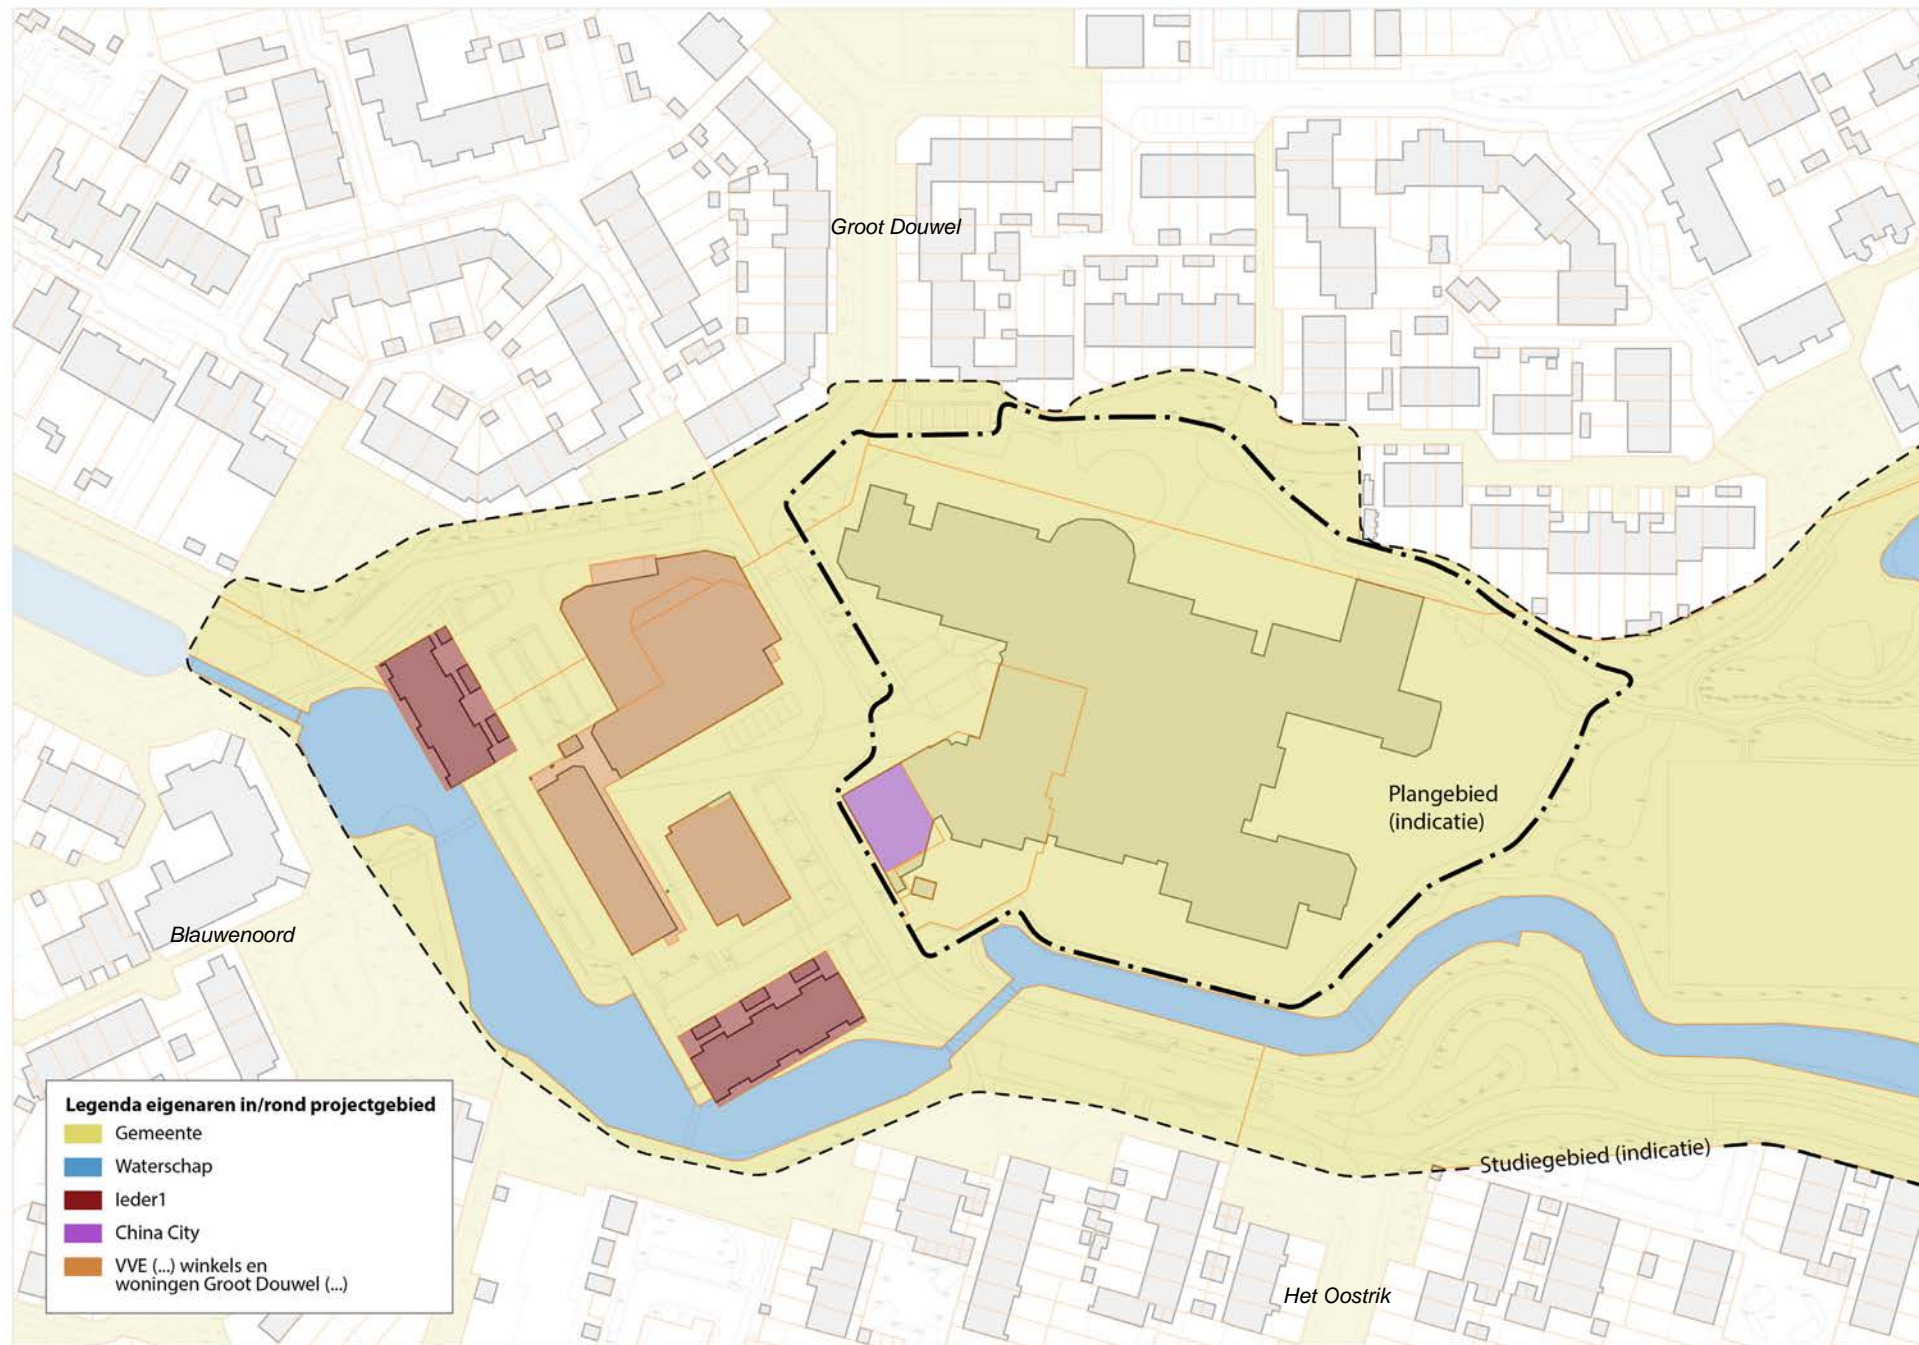 Groot Douwel
Plangebied
(indicatie)
Blauwenoord
Studiegebied (indicatie)
Het Oostrik
Legenda eigenaren in/rond projectgebied
Gemeente
Waterschap
Ieder1
China City
VVE (...) winkels en
woningen Groot Douwel (...)